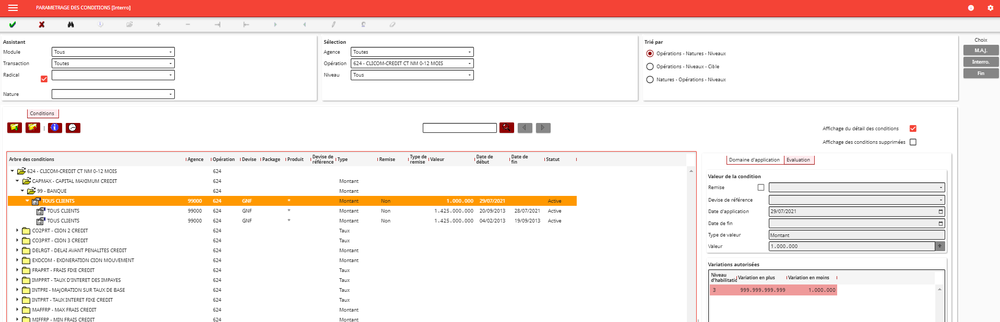 PARAMETRAGE DES CONDITIONS [Interro]
Assistant
Module Tous
Transaction Toutes
Radical
Nature
Sélection
Agence Toutes
Opération 624 - CLICOM-CREDIT CT NM 0-12 MOIS
Niveau Tous
Trié par
Opérations - Natures - Niveaux
Opérations - Niveaux - Cible
Natures - Opérations - Niveaux
Choix
M.A.J.
Interro.
Fin
Conditions
Affichage du détail des conditions
Affichage des conditions supprimées
Arbre des conditions Agence Opération Devise Package Produit Devise de référence Type Remise Type de remise Valeur Date de début Date de fin Statut
624 - CLICOM-CREDIT CT NM 0-12 MOIS 624
CAPMAX - CAPITAL MAXIMUM CREDIT 624 Montant
99 - BANQUE 624 Montant
TOUS CLIENTS 99000 624 GNF * Montant Non 1.000.000 29/07/2021 Active
TOUS CLIENTS 99000 GNF * Montant Non 1.425.000.000 20/09/2013 28/07/2021 Active
TOUS CLIENTS 99000 GNF * Montant Non 1.425.000.000 04/02/2013 19/09/2013 Active
CO2PRT - CION 2 CREDIT 624 Taux
CO3PRT - CION 3 CREDIT 624 Taux
DELRGT - DELAI AVANT PENALITES CREDIT 624 Montant
EXOCOM - EXONERATION CION MOUVEMENT 624 Montant
FRAPRT - FRAIS FIXE CREDIT 624 Taux
IMPPRT - TAUX D'INTERET DES IMPAYES 624 Taux
INTPRI - MAJORATION SUR TAUX DE BASE 624 Taux
INTPRT - TAUX INTERET FIXE CREDIT 624 Taux
MAFFRP - MAX FRAIS CREDIT 624 Montant
MIFFRP - MIN FRAIS CREDIT 624 Montant
Domaine d'application Evaluation
Valeur de la condition
Remise
Devise de référence
Date d'application 29/07/2021
Date de fin
Type de valeur Montant
Valeur 1.000.000
Variations autorisées
Niveau d'habilitatic Variation en plus Variation en moins
3 999.999.999.999 1.000.000